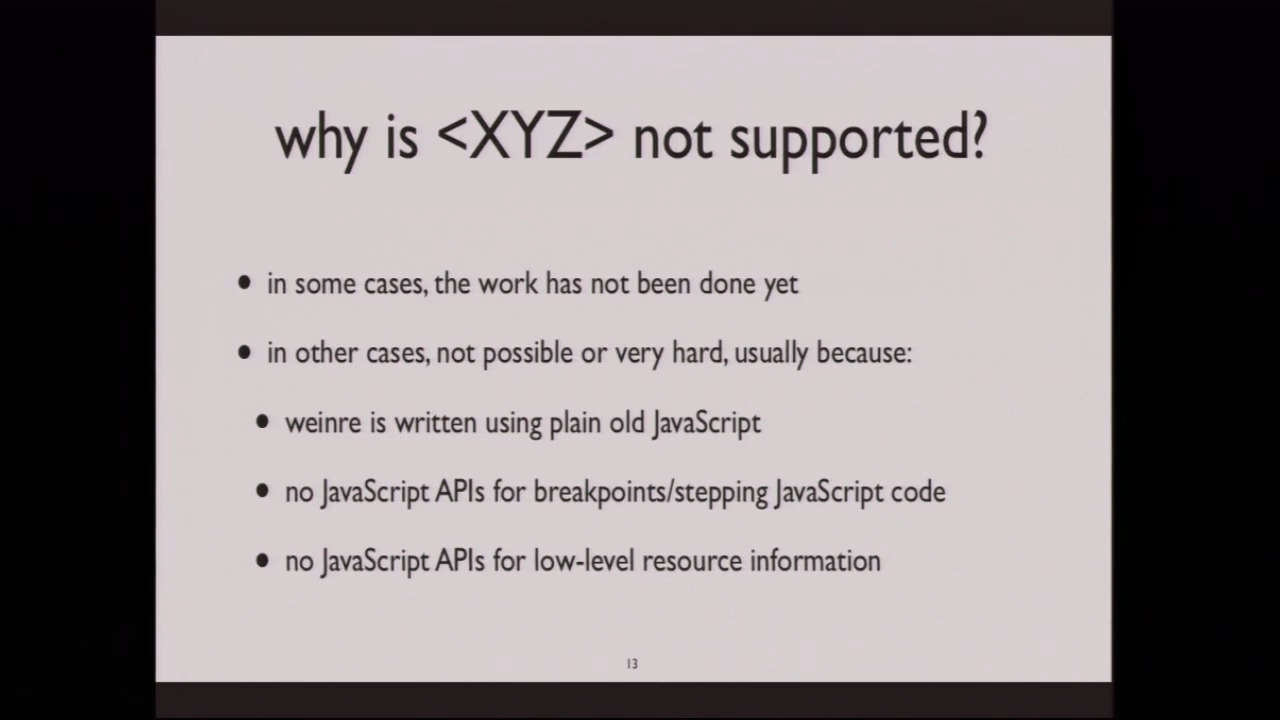 why is <XYZ> not supported?
• in some cases, the work has not been done yet
• in other cases, not possible or very hard, usually because:
• weinre is written using plain old JavaScript
• no JavaScript APIs for breakpoints/stepping JavaScript code
• no JavaScript APIs for low-level resource information
13